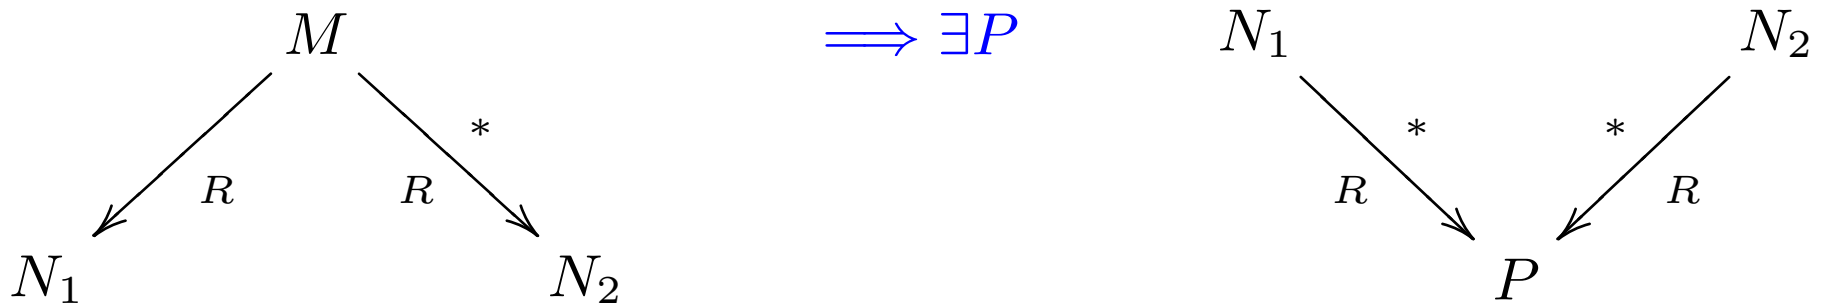 M ⟹ ∃P N₁ N₂
* * *
R R R R
N₁ N₂ P